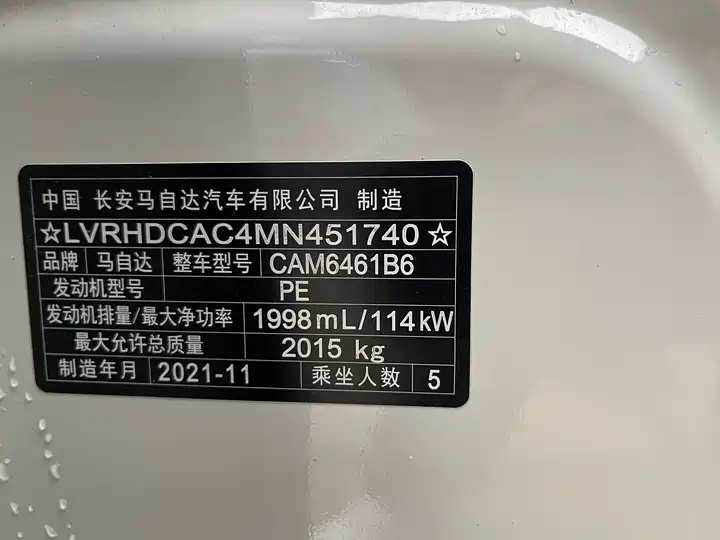 中国 长安马自达汽车有限公司 制造
☆LVRHDCAC4MN451740☆
品牌 马自达 整车型号 CAM6461B6
发动机型号 PE
发动机排量/最大净功率 1998mL/114kW
最大允许总质量 2015 kg
制造年月 2021-11 乘坐人数 5